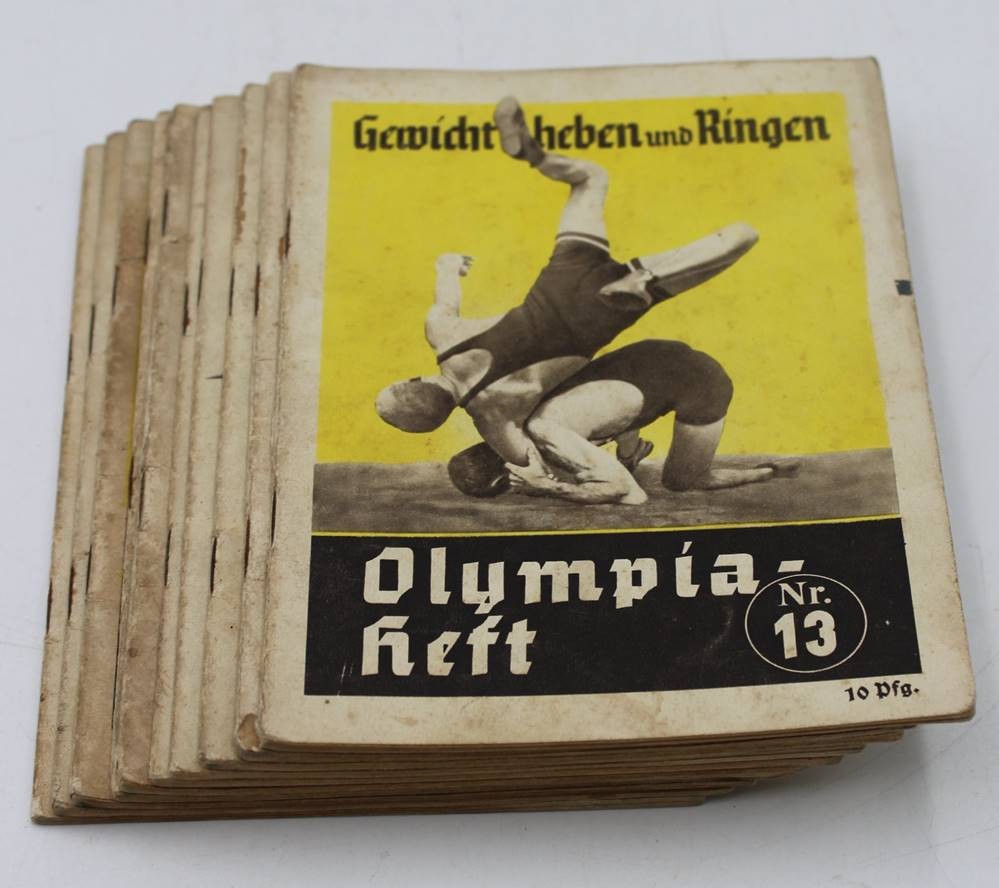 Gewichtheben und Ringen
Olympia-
Heft
Nr.
13
10 Pfg.